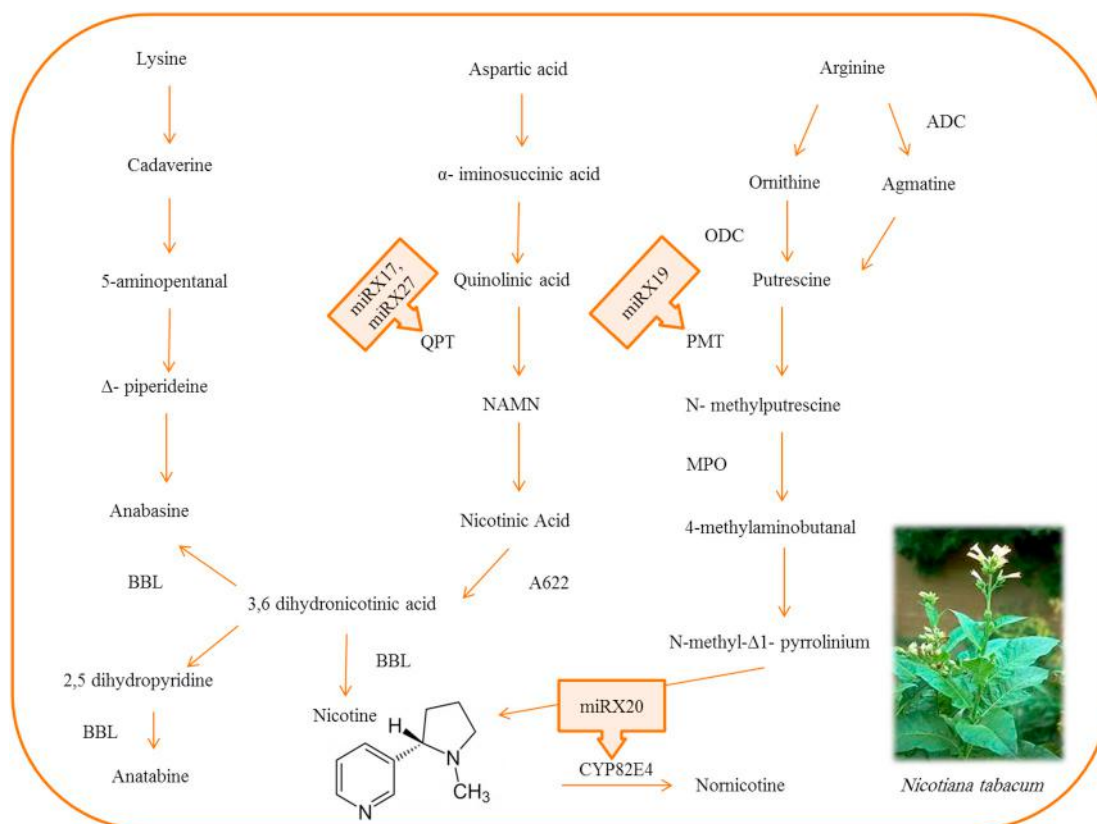 Lysine
Aspartic acid
Arginine
ADC
Cadaverine
α- iminosuccinic acid
Ornithine
Agmatine
ODC
miRX17,
miRX27
miRX19
5-aminopentanal
Quinolinic acid
Putrescine
QPT
PMT
Δ- piperideine
NAMN
N- methylputrescine
MPO
Anabasine
Nicotinic Acid
4-methylaminobutanal
BBL
A622
3,6 dihydronicotinic acid
N-methyl-Δ1- pyrrolinium
BBL
2,5 dihydropyridine
miRX20
Nicotine
H
BBL
N
CH3
CYP82E4
Anatabine
Nornicotine
N
Nicotiana tabacum